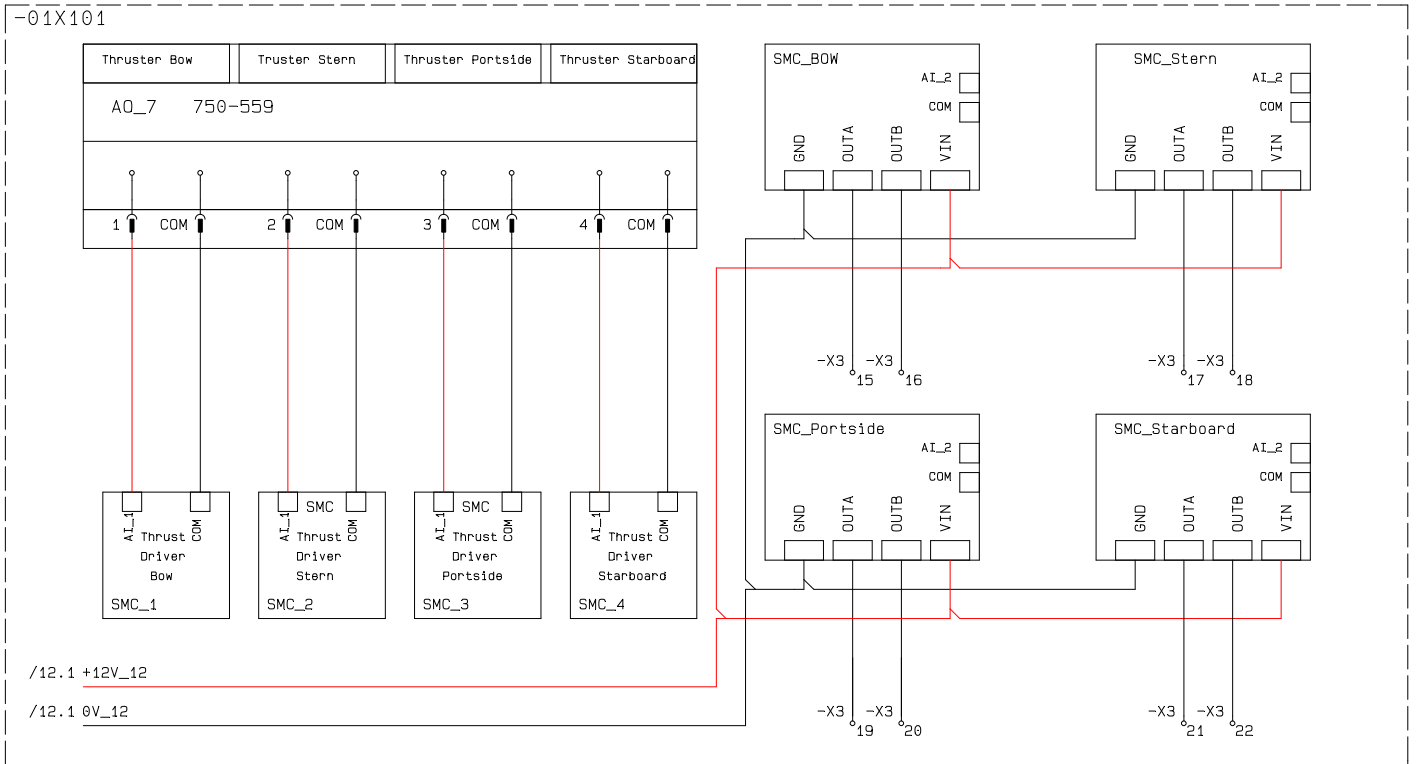 -01X101
Thruster Bow
Truster Stern
Thruster Portside
Thruster Starboard
AO_7 750-559
1 COM 2 COM 3 COM 4 COM
SMC_BOW
AI_2
COM
GND OUTA OUTB VIN
-X3 15 -X3 16
SMC_Stern
AI_2
COM
GND OUTA OUTB VIN
-X3 17 -X3 18
SMC_Portside
AI_2
COM
GND OUTA OUTB VIN
-X3 19 -X3 20
SMC_Starboard
AI_2
COM
GND OUTA OUTB VIN
-X3 21 -X3 22
AI_1 COM
Thrust
Driver
Bow
SMC_1
SMC
AI_1 COM
Thrust
Driver
Stern
SMC_2
SMC
AI_1 COM
Thrust
Driver
Portside
SMC_3
AI_1 COM
Thrust
Driver
Starboard
SMC_4
/12.1 +12V_12
/12.1 0V_12